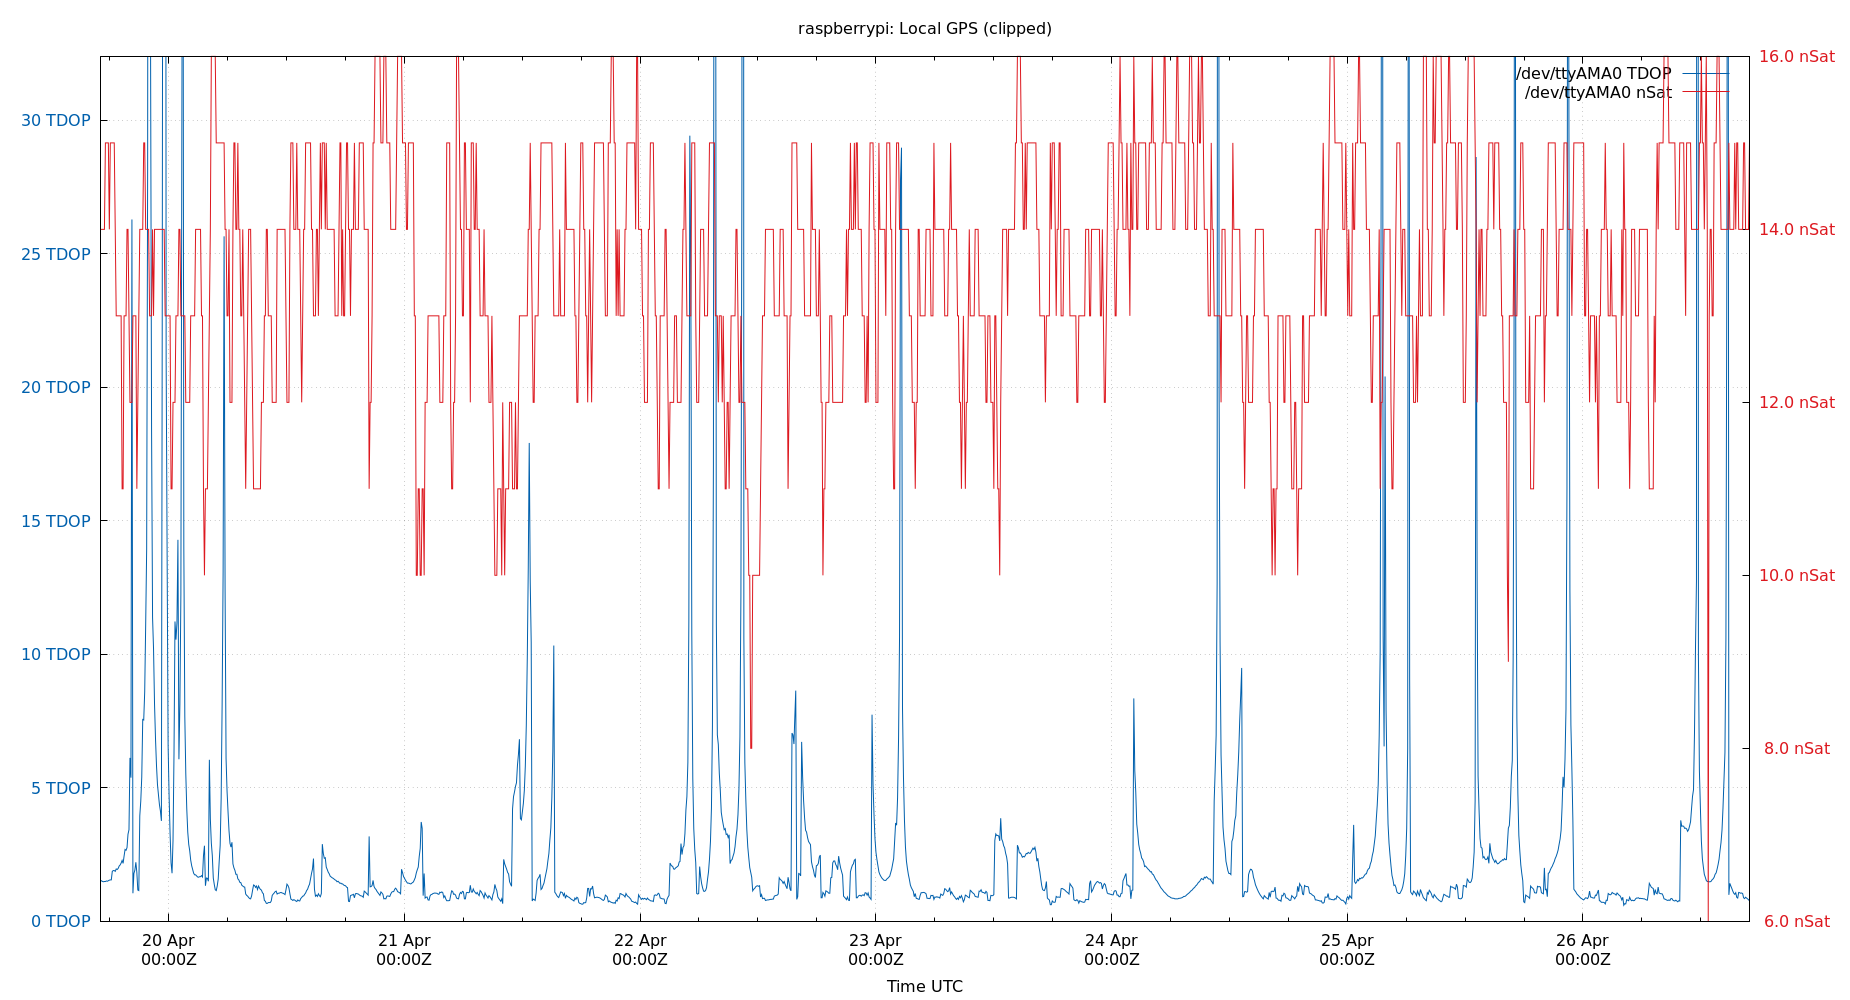 raspberrypi: Local GPS (clipped)
/dev/ttyAMA0 TDOP
/dev/ttyAMA0 nSat
30 TDOP
25 TDOP
20 TDOP
15 TDOP
10 TDOP
5 TDOP
0 TDOP
16.0 nSat
14.0 nSat
12.0 nSat
10.0 nSat
8.0 nSat
6.0 nSat
20 Apr
00:00Z
21 Apr
00:00Z
22 Apr
00:00Z
23 Apr
00:00Z
24 Apr
00:00Z
25 Apr
00:00Z
26 Apr
00:00Z
Time UTC